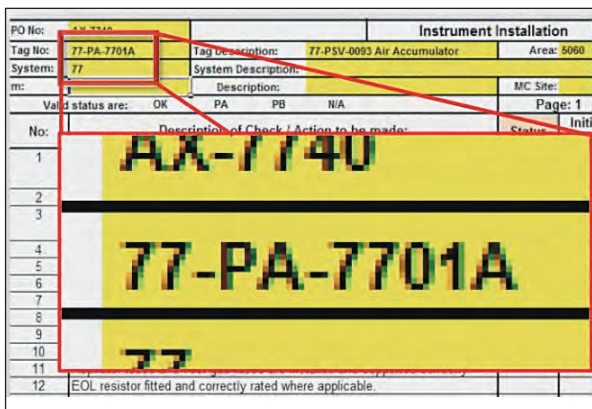 PO No: AX-7740 Instrument Installation
Tag No: 77-PA-7701A Tag Description: 77-PSV-0093 Air Accumulator Area: 5060
System: 77 System Description:
m: Description: MC Site:
Valid status are: OK PA PB N/A Page: 1
No: Description of Check / Action to be made: Status Initi
1
AX-7740
2
3
4
77-PA-7701A
5
6
7
8
9
10
77
11
12 EOL resistor fitted and correctly rated where applicable.